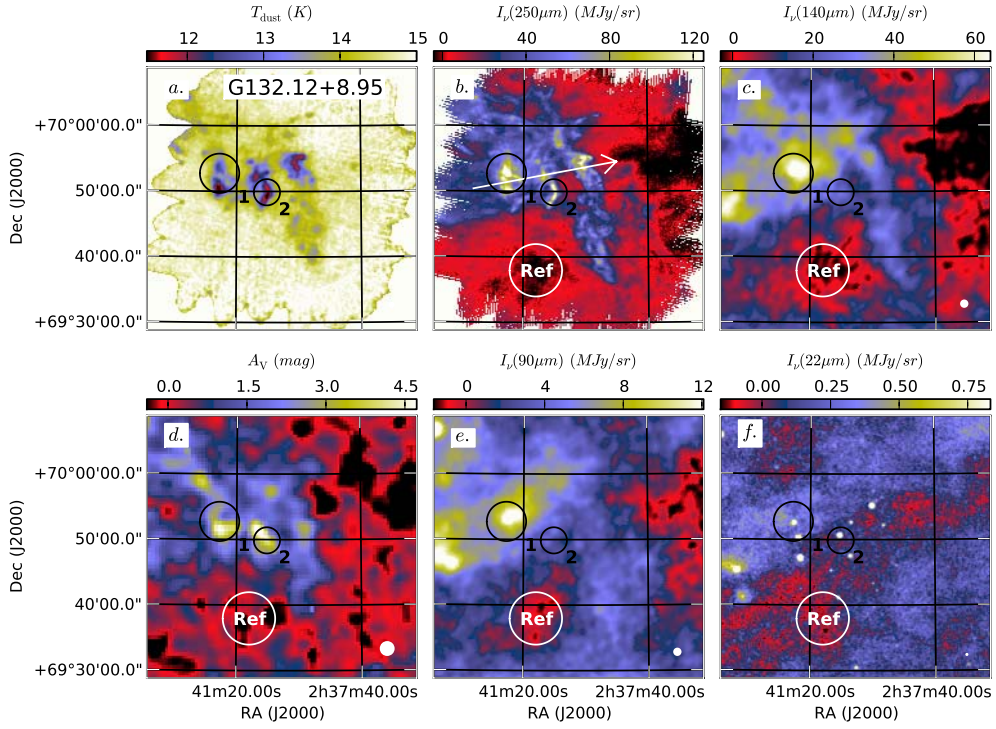 T_dust (K)
I_ν(250μm) (MJy/sr)
I_ν(140μm) (MJy/sr)
12 13 14 15
0 40 80 120
0 20 40 60
a. G132.12+8.95
b.
c.
+70°00'00.0"
+50'00.0"
+40'00.0"
+69°30'00.0"
Dec (J2000)
1 2
1 2
1 2
Ref
Ref
A_V (mag)
I_ν(90μm) (MJy/sr)
I_ν(22μm) (MJy/sr)
0.0 1.5 3.0 4.5
0 4 8 12
0.00 0.25 0.50 0.75
d.
e.
f.
+70°00'00.0"
50'00.0"
40'00.0"
+69°30'00.0"
Dec (J2000)
1 2
1 2
1 2
Ref
Ref
Ref
41m20.00s 2h37m40.00s
41m20.00s 2h37m40.00s
41m20.00s 2h37m40.00s
RA (J2000)
RA (J2000)
RA (J2000)